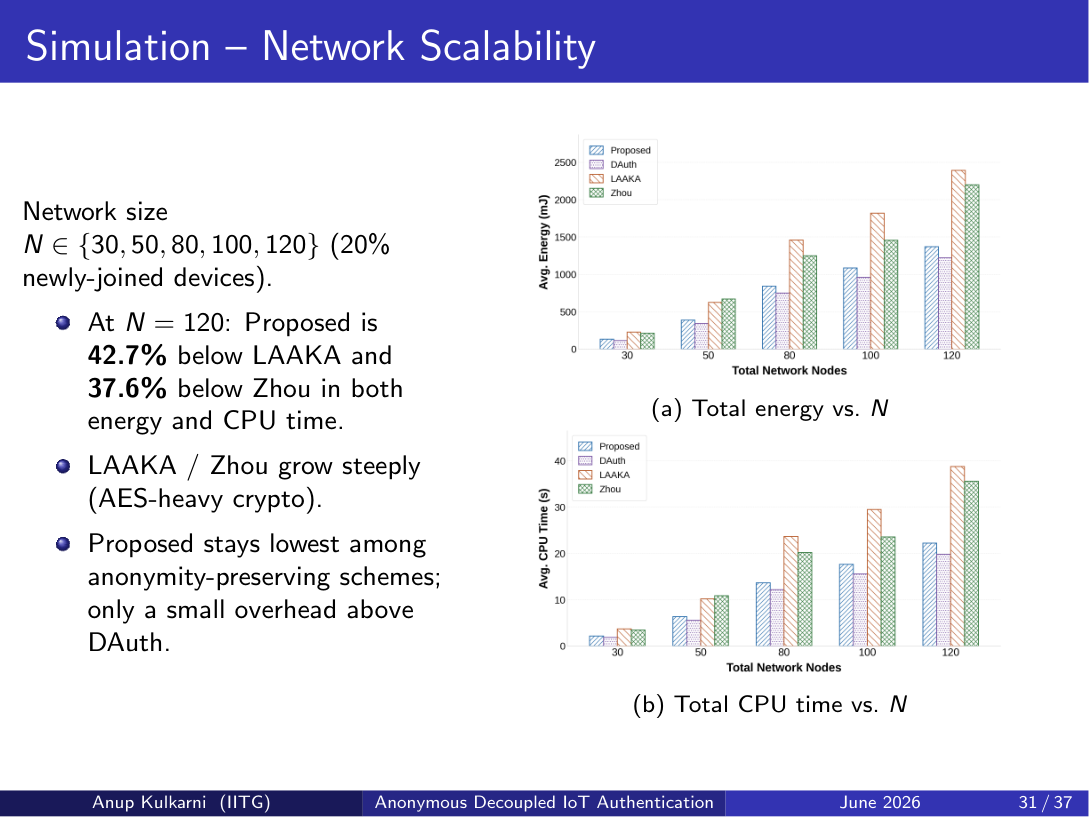 Simulation – Network Scalability
Network size
N ∈ {30, 50, 80, 100, 120} (20%
newly-joined devices).
At N = 120: Proposed is
42.7% below LAAKA and
37.6% below Zhou in both
energy and CPU time.
LAAKA / Zhou grow steeply
(AES-heavy crypto).
Proposed stays lowest among
anonymity-preserving schemes;
only a small overhead above
DAuth.
Proposed
DAuth
LAAKA
Zhou
Avg. Energy (mJ)
2500
2000
1500
1000
500
0
30 50 80 100 120
Total Network Nodes
(a) Total energy vs. N
Proposed
DAuth
LAAKA
Zhou
Avg. CPU Time (s)
40
30
20
10
0
30 50 80 100 120
Total Network Nodes
(b) Total CPU time vs. N
Anup Kulkarni (IITG) Anonymous Decoupled IoT Authentication June 2026 31 / 37